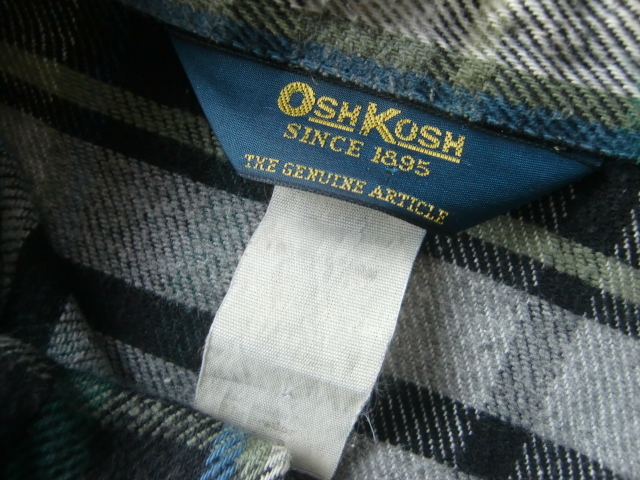 OSHKOSH
SINCE 1895
THE GENUINE ARTICLE